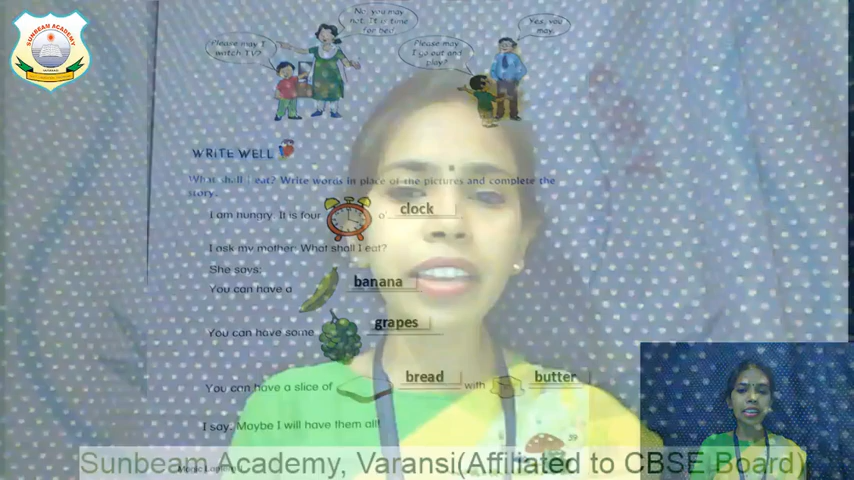 SUNBEAM ACADEMY
No, you may
not. It is time
for bed.
Please may I
watch TV?
Yes, you
may.
Please may
I go out and
play?
WRITE WELL
What shall I eat? Write words in place of the pictures and complete the
story.
I am hungry. It is four o' clock
I ask my mother: What shall I eat?
She says:
You can have a banana
You can have some grapes
You can have a slice of bread with butter
I say: Maybe I will have them all!
39
Sunbeam Academy, Varansi(Affiliated to CBSE Board)